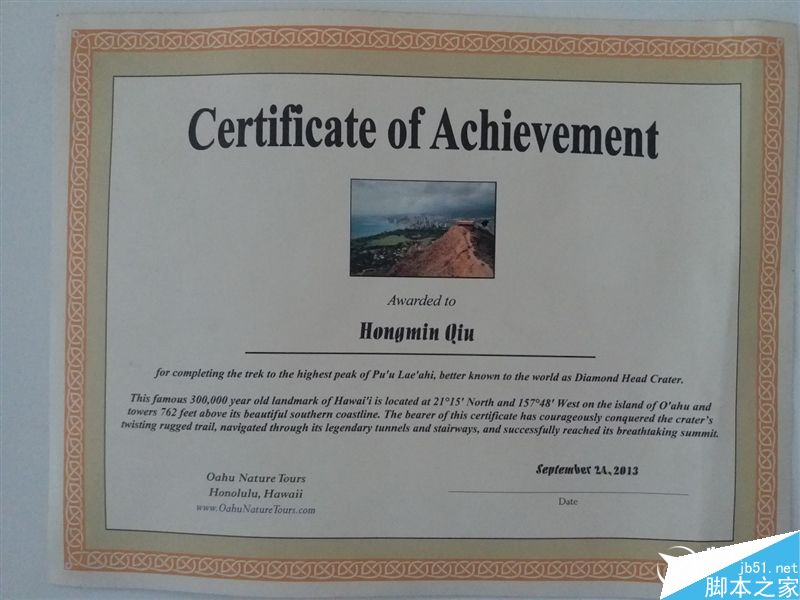 Certificate of Achievement
Awarded to
Hongmin Qiu
for completing the trek to the highest peak of Pu'u Lae'ahi, better known to the world as Diamond Head Crater.
This famous 300,000 year old landmark of Hawai'i is located at 21°15' North and 157°48' West on the island of O'ahu and
towers 762 feet above its beautiful southern coastline. The bearer of this certificate has courageously conquered the crater's
twisting rugged trail, navigated through its legendary tunnels and stairways, and successfully reached its breathtaking summit.
Oahu Nature Tours
Honolulu, Hawaii
www.OahuNatureTours.com
September 24, 2013
Date
jb51.net
脚本之家